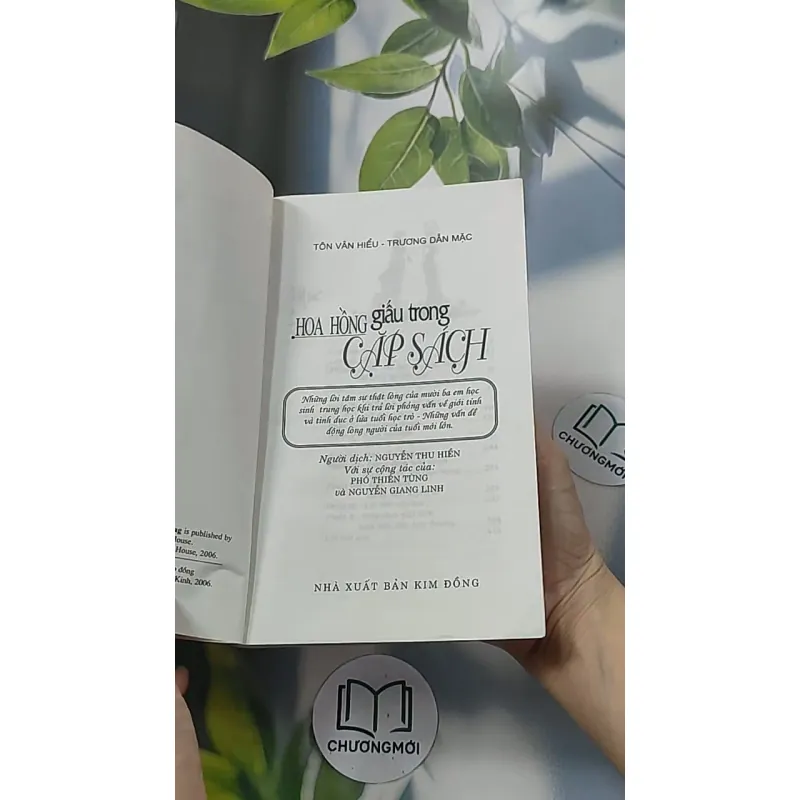 TÔN VÂN HIỂU - TRƯƠNG DẪN MẶC
HOA HỒNG giấu trong
CẶP SÁCH
Những lời tâm sự thật lòng của mười ba em học
sinh trung học khi trả lời phỏng vấn về giới tính
và tình dục ở lứa tuổi học trò - Những vấn đề
động lòng người của tuổi mới lớn.
Người dịch: NGUYỄN THU HIỀN
Với sự cộng tác của:
PHÓ THIÊN TÙNG
và NGUYỄN GIANG LINH
NHÀ XUẤT BẢN KIM ĐỒNG
is published by
House.
House, 2006.
đồng
Kinh, 2006.
CHƯƠNGMỚI
CHƯƠNGMỚI